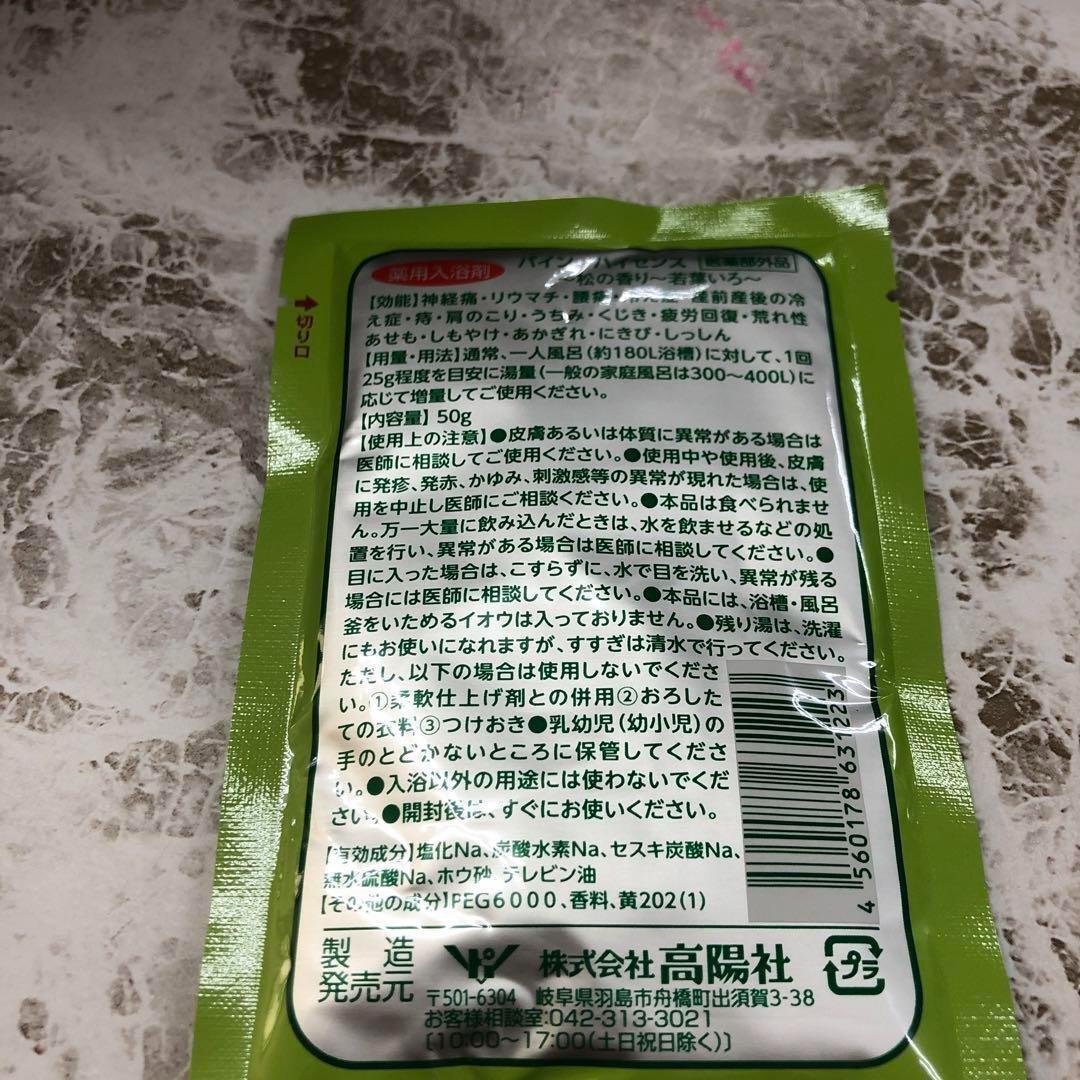 薬用入浴剤 パインハイセンス 医薬部外品
～松の香り～若葉いろ～
切り口
【効能】神経痛・リウマチ・腰痛・冷え症・産前産後の冷
え症・痔・肩のこり・うちみ・くじき・疲労回復・荒れ性
あせも・しもやけ・あかぎれ・にきび・しっしん
【用量・用法】通常、一人風呂(約180L浴槽)に対して、1回
25g程度を目安に湯量(一般の家庭風呂は300～400L)に
応じて増量してご使用ください。
【内容量】50g
【使用上の注意】●皮膚あるいは体質に異常がある場合は
医師に相談してご使用ください。●使用中や使用後、皮膚
に発疹、発赤、かゆみ、刺激感等の異常が現れた場合は、使
用を中止し医師にご相談ください。●本品は食べられませ
ん。万一大量に飲み込んだときは、水を飲ませるなどの処
置を行い、異常がある場合は医師に相談してください。●
目に入った場合は、こすらずに、水で目を洗い、異常が残る
場合には医師に相談してください。●本品には、浴槽・風呂
釜をいためるイオウは入っておりません。●残り湯は、洗濯
にもお使いになれますが、すすぎは清水で行ってください。
ただし、以下の場合は使用しないでくださ
い。①柔軟仕上げ剤との併用②おろした
ての衣料③つけおき●乳幼児(幼小児)の
手のとどかないところに保管してくださ
い。●入浴以外の用途には使わないでくだ
さい。●開封後は、すぐにお使いください。
4 560178 631223
【有効成分】塩化Na、炭酸水素Na、セスキ炭酸Na、
無水硫酸Na、ホウ砂、テレビン油
【その他の成分】PEG6000、香料、黄202(1)
製造
発売元 株式会社 高陽社
プラ
〒501-6304 岐阜県羽島市舟橋町出須賀3-38
お客様相談室:042-313-3021
〔10:00～17:00(土日祝日除く)〕